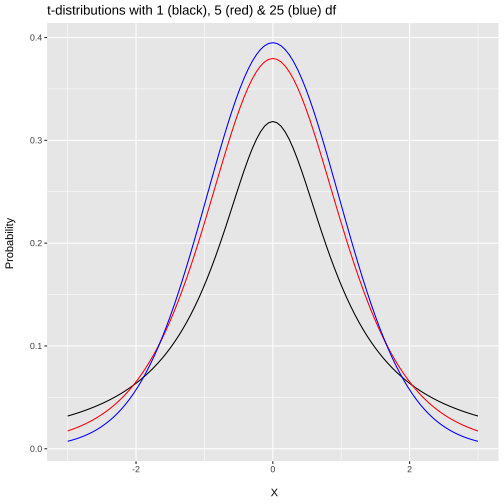 t-distributions with 1 (black), 5 (red) & 25 (blue) df
0.4
0.3
0.2
0.1
0.0
Probability
-2
0
2
X